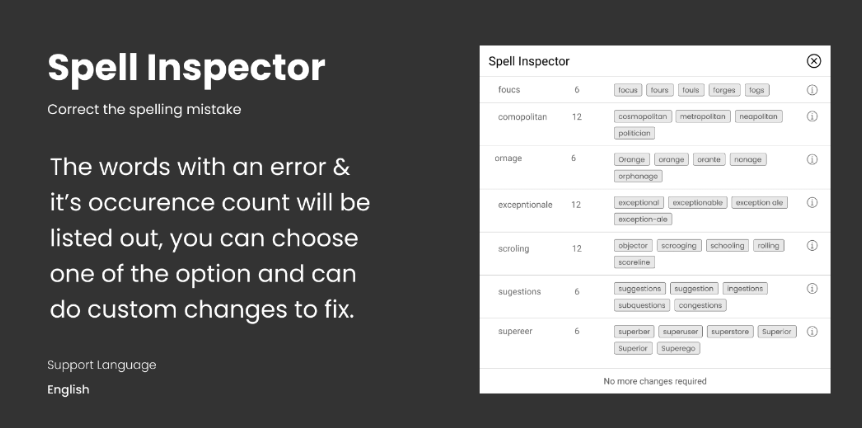 Spell Inspector
Correct the spelling mistake
The words with an error &
it's occurence count will be
listed out, you can choose
one of the option and can
do custom changes to fix.
Support Language
English
Spell Inspector
foucs 6 focus fours fouls forges fogs
comopolitan 12 cosmopolitan metropolitan neapolitan
politician
ornage 6 Orange orange orante nonage
orphanage
excepntionale 12 exceptional exceptionable exception ale
exception-ale
scroling 12 objector scrooging schooling rolling
scoreline
sugestions 6 suggestions suggestion ingestions
subquestions congestions
supereer 6 superber superuser superstore Superior
Superior Superego
No more changes required